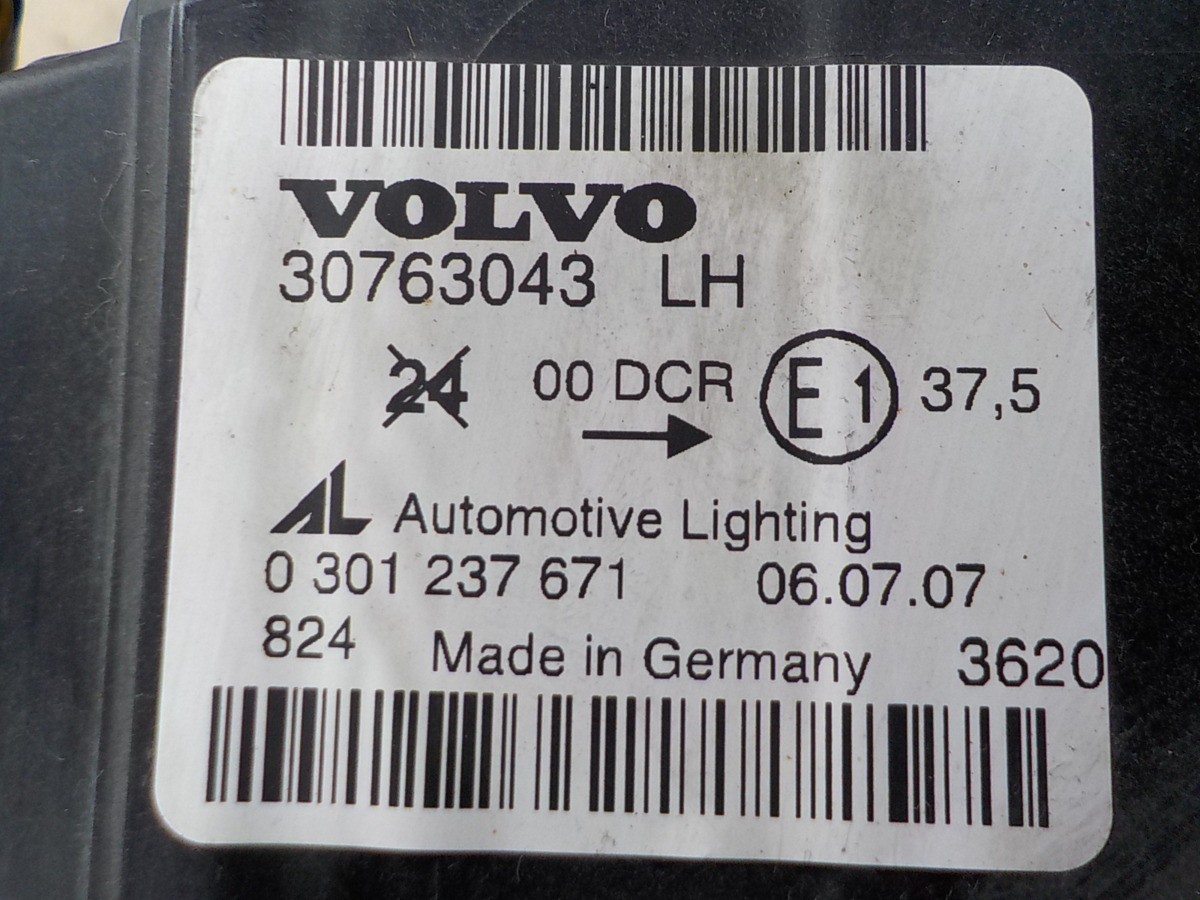 VOLVO
30763043 LH
24 00 DCR E1 37,5
AL Automotive Lighting
0 301 237 671 06.07.07
824 Made in Germany 3620